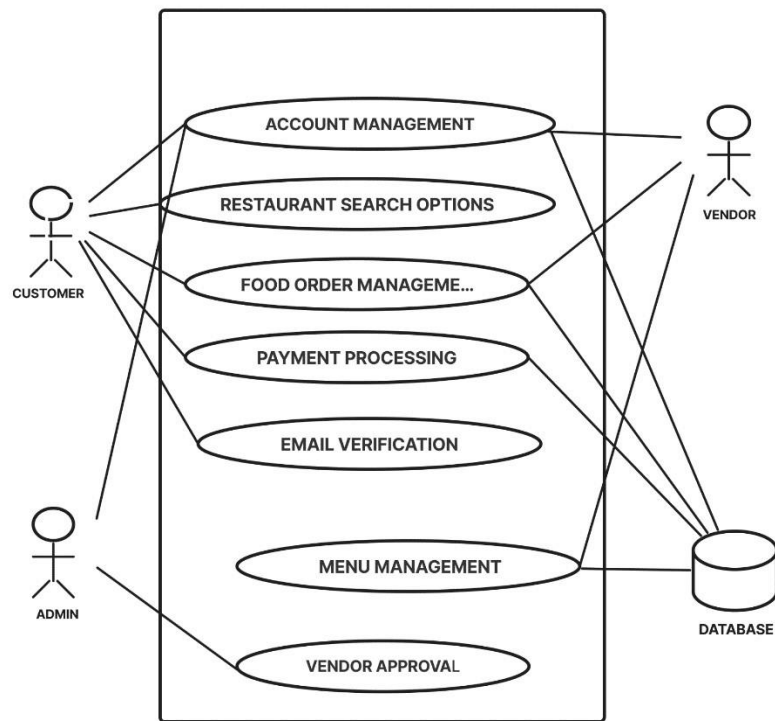 ACCOUNT MANAGEMENT
RESTAURANT SEARCH OPTIONS
VENDOR
FOOD ORDER MANAGEME...
CUSTOMER
PAYMENT PROCESSING
EMAIL VERIFICATION
MENU MANAGEMENT
ADMIN
DATABASE
VENDOR APPROVAL